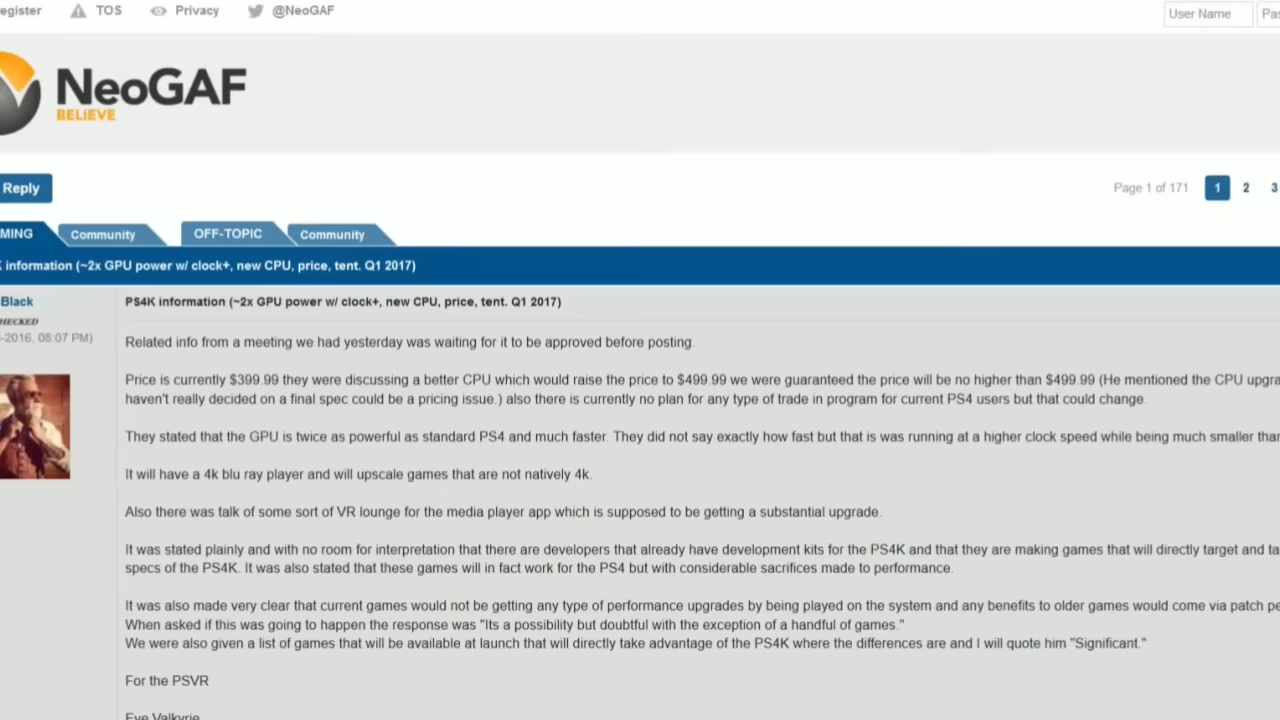 egister TOS Privacy @NeoGAF User Name Pas
NeoGAF
BELIEVE
Reply Page 1 of 171 1 2 3
MING Community OFF-TOPIC Community
information (~2x GPU power w/ clock+, new CPU, price, tent. Q1 2017)
Black PS4K information (~2x GPU power w/ clock+, new CPU, price, tent. Q1 2017)
HECKED
-2016, 08:07 PM)
Related info from a meeting we had yesterday was waiting for it to be approved before posting.
Price is currently $399.99 they were discussing a better CPU which would raise the price to $499.99 we were guaranteed the price will be no higher than $499.99 (He mentioned the CPU upgra
haven't really decided on a final spec could be a pricing issue.) also there is currently no plan for any type of trade in program for current PS4 users but that could change.
They stated that the GPU is twice as powerful as standard PS4 and much faster. They did not say exactly how fast but that is was running at a higher clock speed while being much smaller than
It will have a 4k blu ray player and will upscale games that are not natively 4k.
Also there was talk of some sort of VR lounge for the media player app which is supposed to be getting a substantial upgrade.
It was stated plainly and with no room for interpretation that there are developers that already have development kits for the PS4K and that they are making games that will directly target and ta
specs of the PS4K. It was also stated that these games will in fact work for the PS4 but with considerable sacrifices made to performance.
It was also made very clear that current games would not be getting any type of performance upgrades by being played on the system and any benefits to older games would come via patch pe
When asked if this was going to happen the response was "Its a possibility but doubtful with the exception of a handful of games."
We were also given a list of games that will be available at launch that will directly take advantage of the PS4K where the differences are and I will quote him "Significant."
For the PSVR
Eve Valkyrie